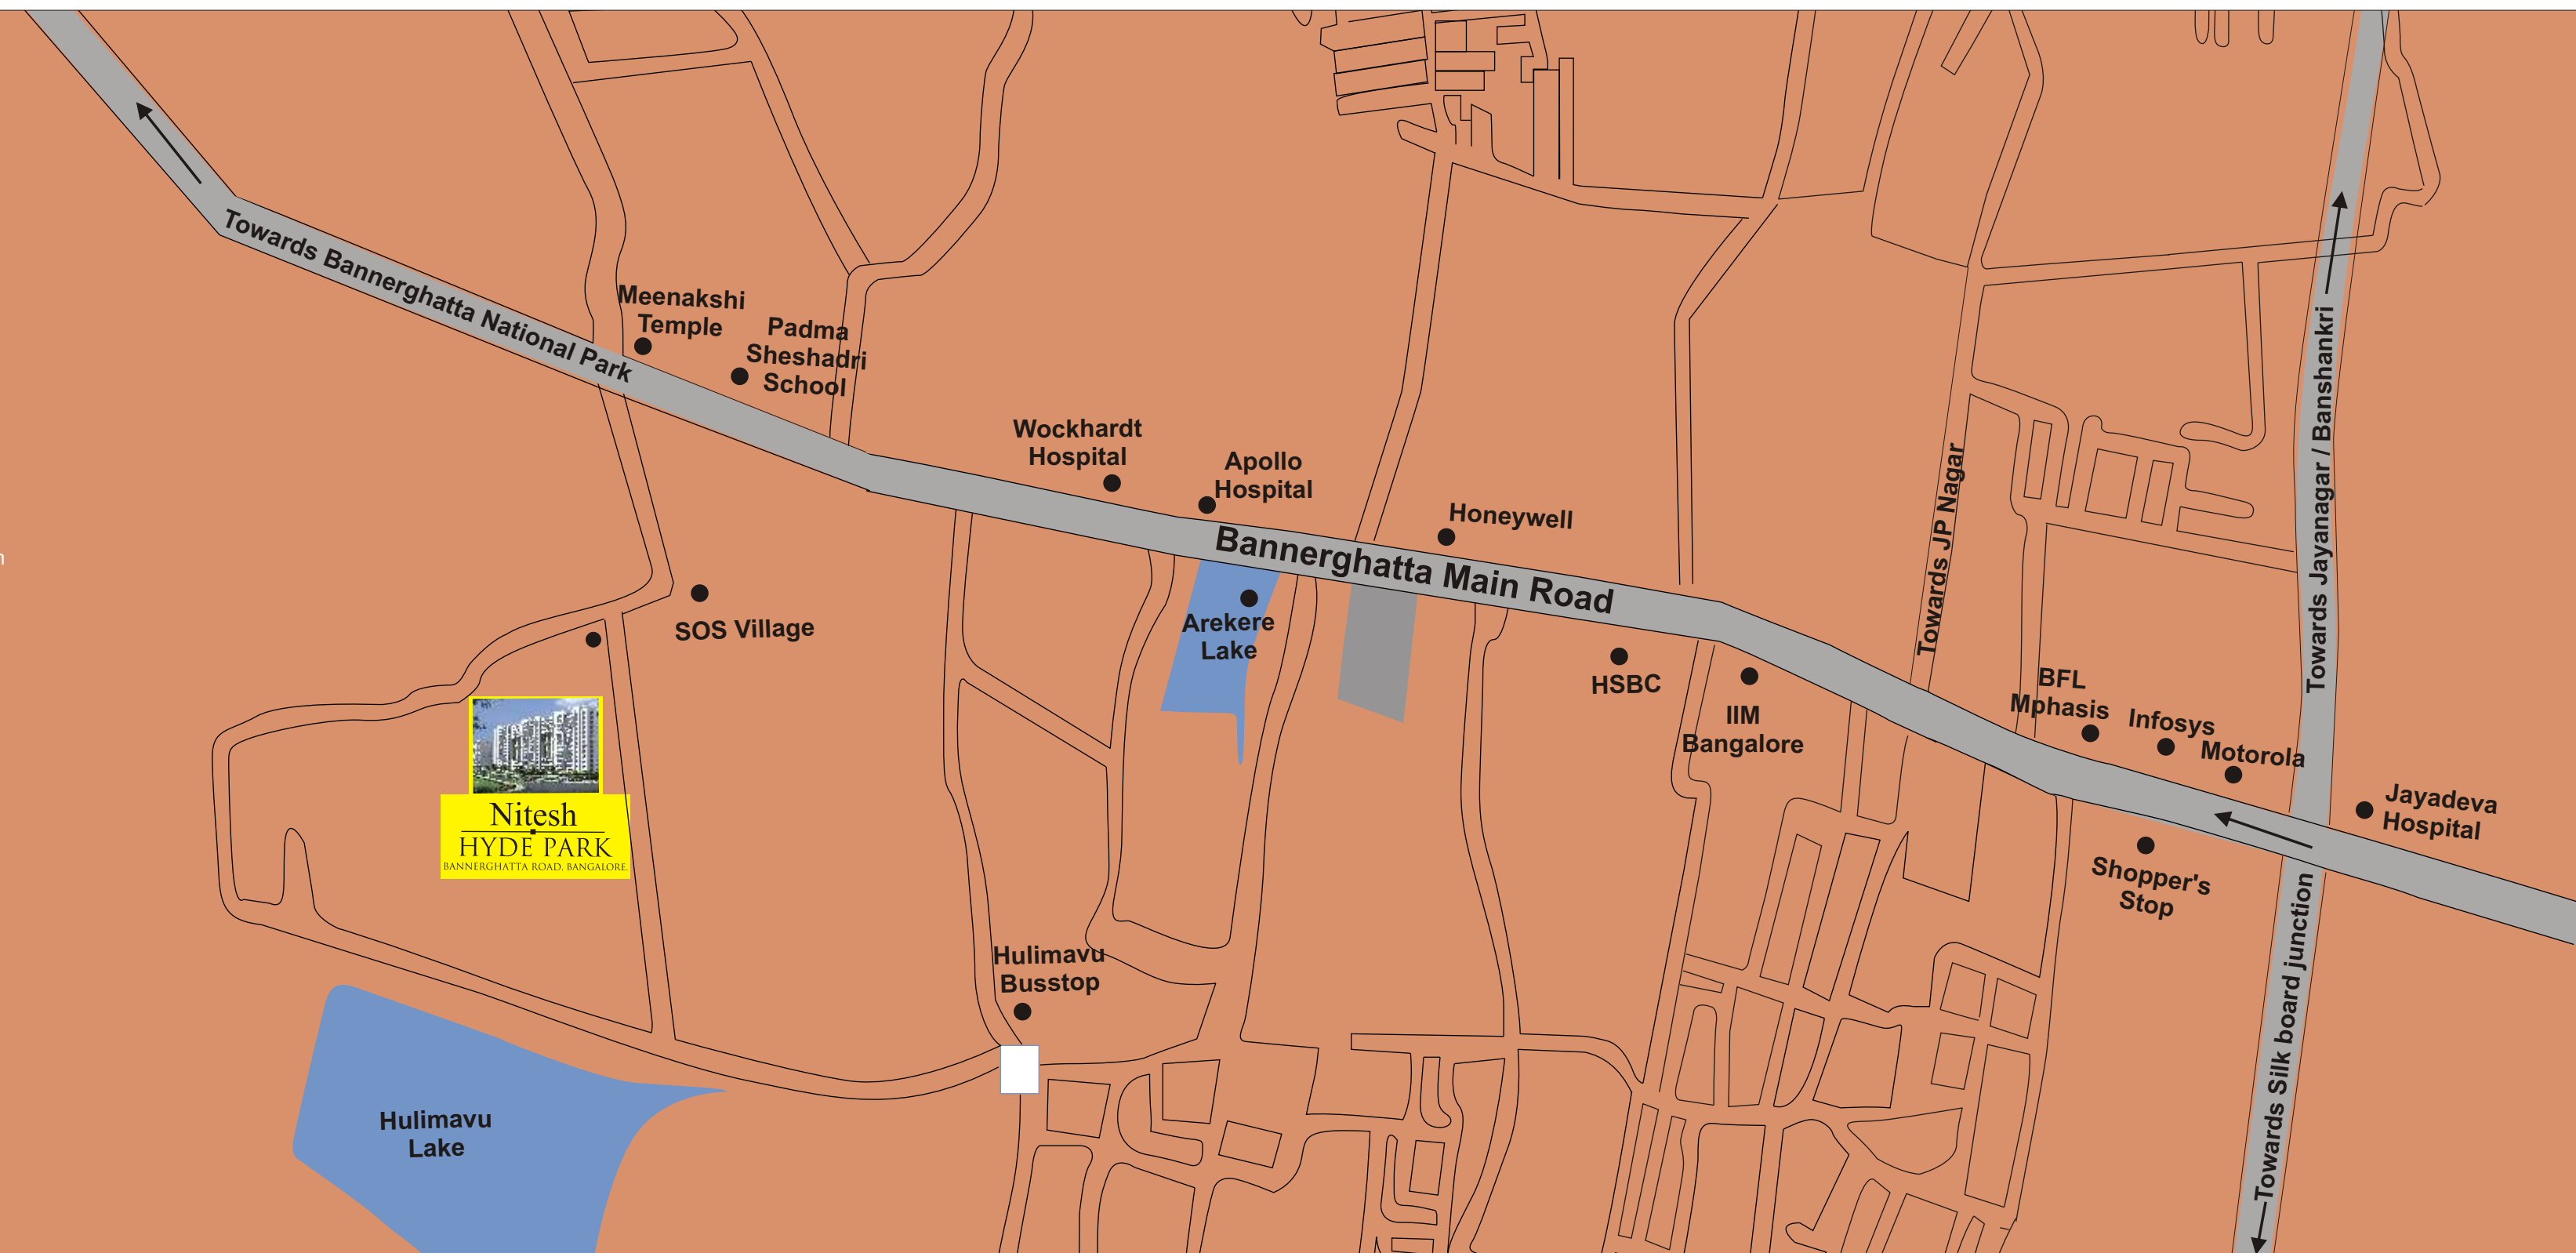 Towards Bannerghatta National Park
Meenakshi
Temple
Padma
Sheshadri
School
Wockhardt
Hospital
Apollo
Hospital
Honeywell
Bannerghatta Main Road
Towards JP Nagar
Towards Jayanagar / Banshankri
n
SOS Village
Arekere
Lake
HSBC
IIM
Bangalore
BFL
Mphasis
Infosys
Motorola
Jayadeva
Hospital
Shopper's
Stop
Towards Silk board junction
Nitesh
HYDE PARK
BANNERGHATTA ROAD, BANGALORE.
Hulimavu
Busstop
Hulimavu
Lake